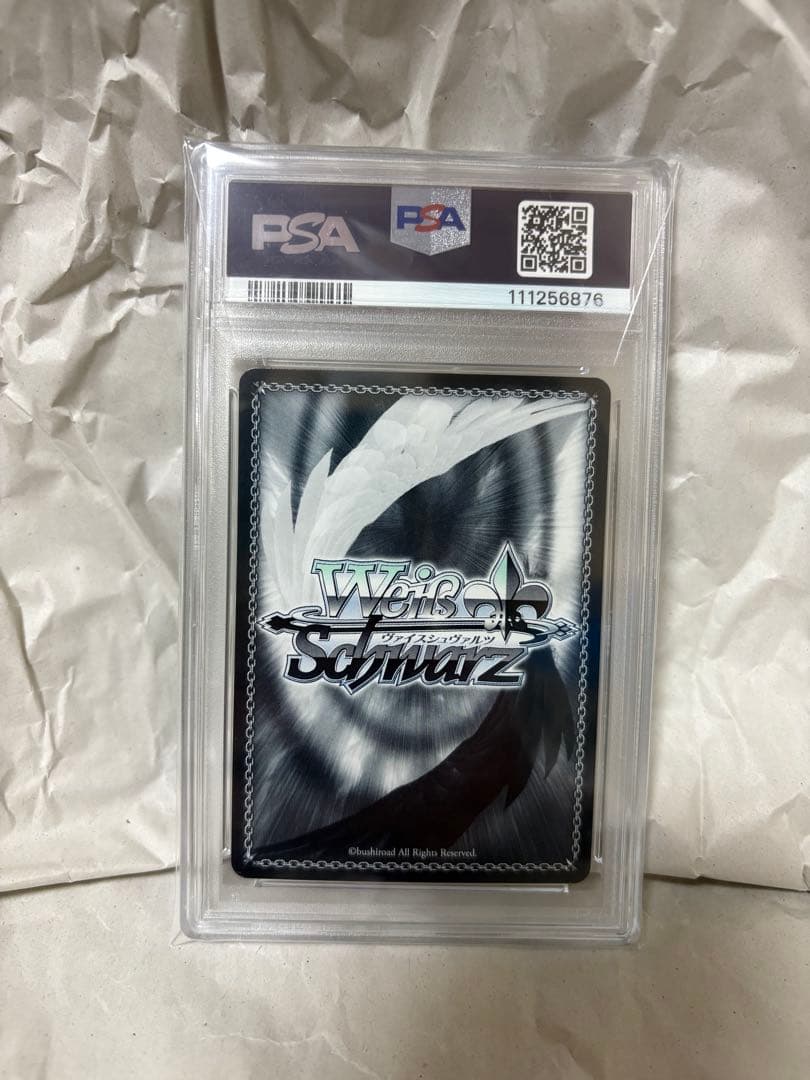 PSA
PSA
111256876
Weiß
ヴァイスシュヴァルツ
Schwarz
©bushiroad All Rights Reserved.